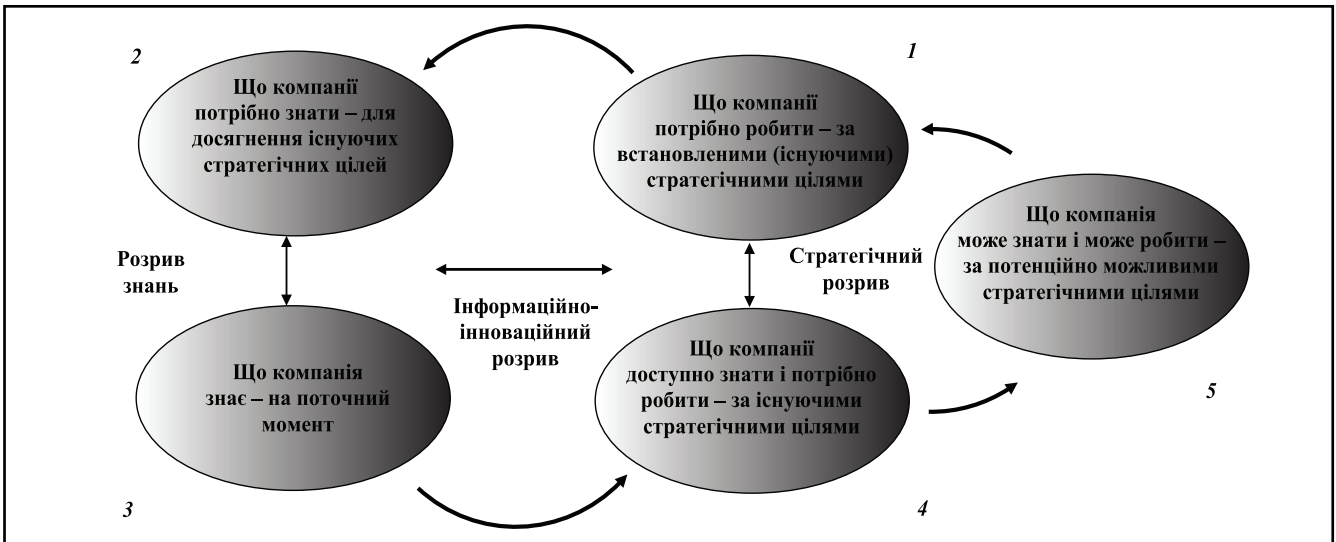 2
Що компанії
потрібно знати – для
досягнення існуючих
стратегічних цілей
1
Що компанії
потрібно робити – за
встановленими (існуючими)
стратегічними цілями
Що компанія
може знати і може робити –
за потенційно можливими
стратегічними цілями
5
Розрив
знань
Інформаційно-
інноваційний
розрив
Стратегічний
розрив
Що компанія
знає – на поточний
момент
3
Що компанії
доступно знати і потрібно
робити – за існуючими
стратегічними цілями
4